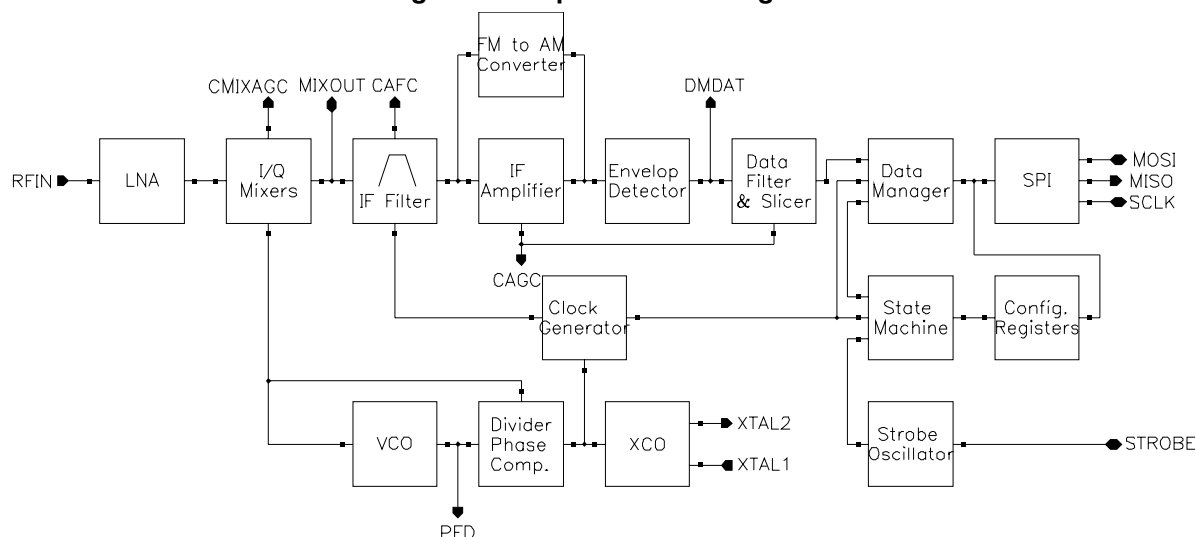 FM to AM
Converter
CMIXAGC
MIXOUT
CAFC
DMDAT
RFIN
LNA
I/Q
Mixers
IF Filter
IF
Amplifier
Envelop
Detector
Data
Filter
& Slicer
Data
Manager
SPI
MOSI
MISO
SCLK
CAGC
Clock
Generator
State
Machine
Config.
Registers
VCO
Divider
Phase
Comp.
XCO
XTAL2
XTAL1
Strobe
Oscillator
STROBE
PFD